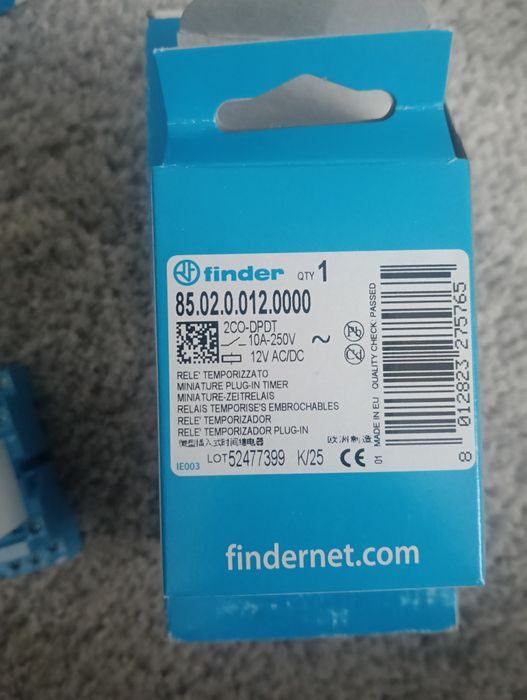 finder QTY 1
85.02.0.012.0000
2CO-DPDT
10A-250V ~
12V AC/DC
RELE' TEMPORIZZATO
MINIATURE PLUG-IN TIMER
MINIATURE-ZEITRELAIS
RELAIS TEMPORISE'S EMBROCHABLES
RELE' TEMPORIZADOR
RELE' TEMPORIZADOR PLUG-IN
微型插入式时间继电器 欧洲制造
IE003 LOT 52477399 K/25 CE
01 MADE IN EU QUALITY CHECK: PASSED
8 012823 275765
findernet.com